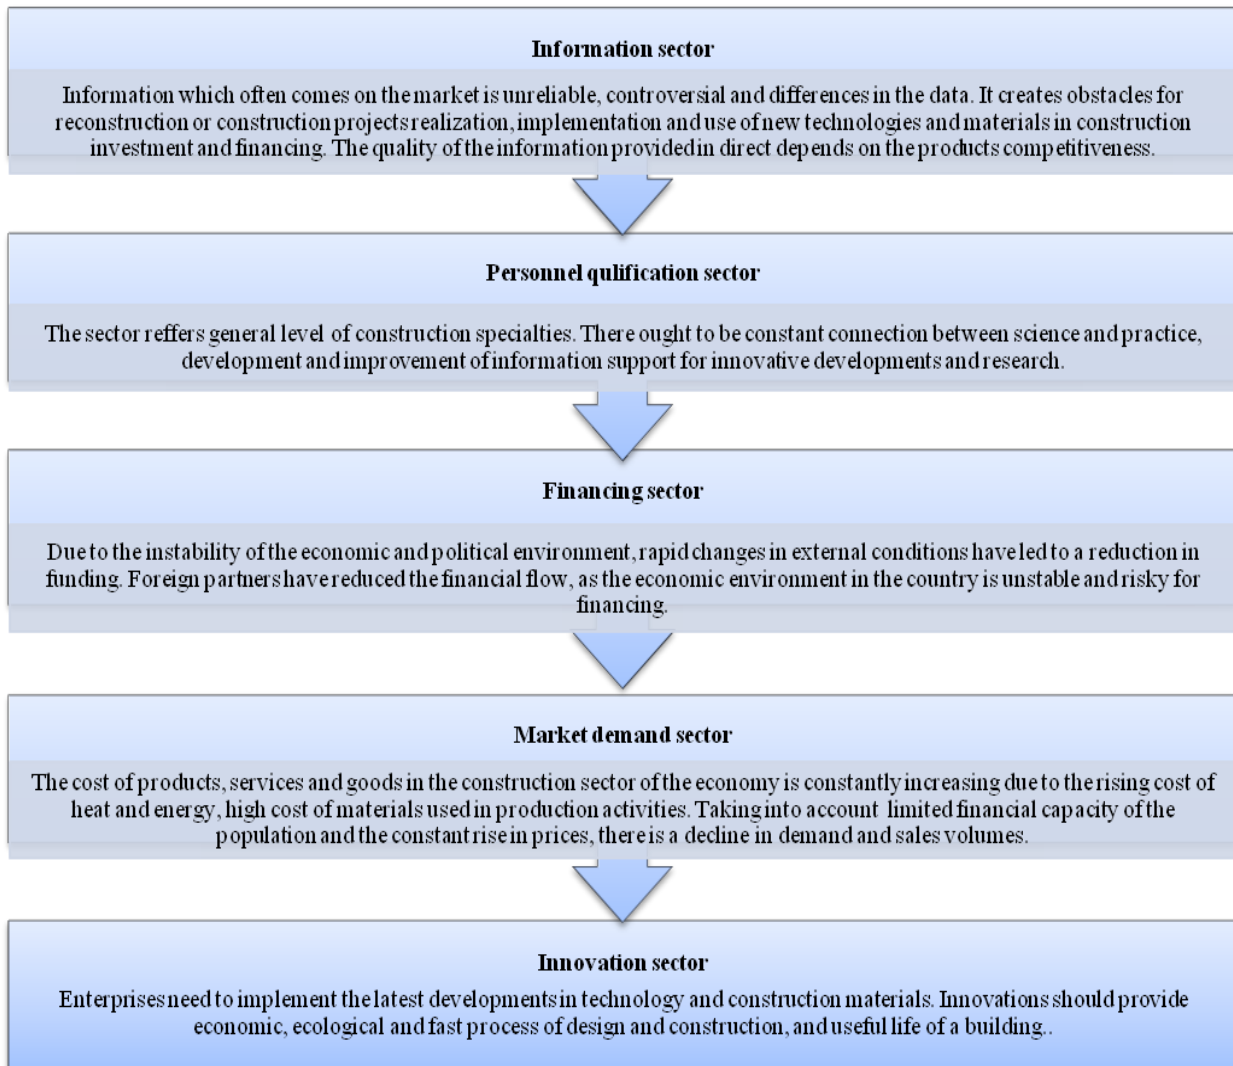 Information sector
Information which often comes on the market is unreliable, controversial and differences in the data. It creates obstacles for
reconstruction or construction projects realization, implementation and use of new technologies and materials in construction
investment and financing. The quality of the information provided in direct depends on the products competitiveness.
Personnel qulification sector
The sector reffers general level of construction specialties. There ought to be constant connection between science and practice,
development and improvement of information support for innovative developments and research.
Financing sector
Due to the instability of the economic and political environment, rapid changes in external conditions have led to a reduction in
funding. Foreign partners have reduced the financial flow, as the economic environment in the country is unstable and risky for
financing.
Market demand sector
The cost of products, services and goods in the construction sector of the economy is constantly increasing due to the rising cost of
heat and energy, high cost of materials used in production activities. Taking into account limited financial capacity of the
population and the constant rise in prices, there is a decline in demand and sales volumes.
Innovation sector
Enterprises need to implement the latest developments in technology and construction materials. Innovations should provide
economic, ecological and fast process of design and construction, and useful life of a building..